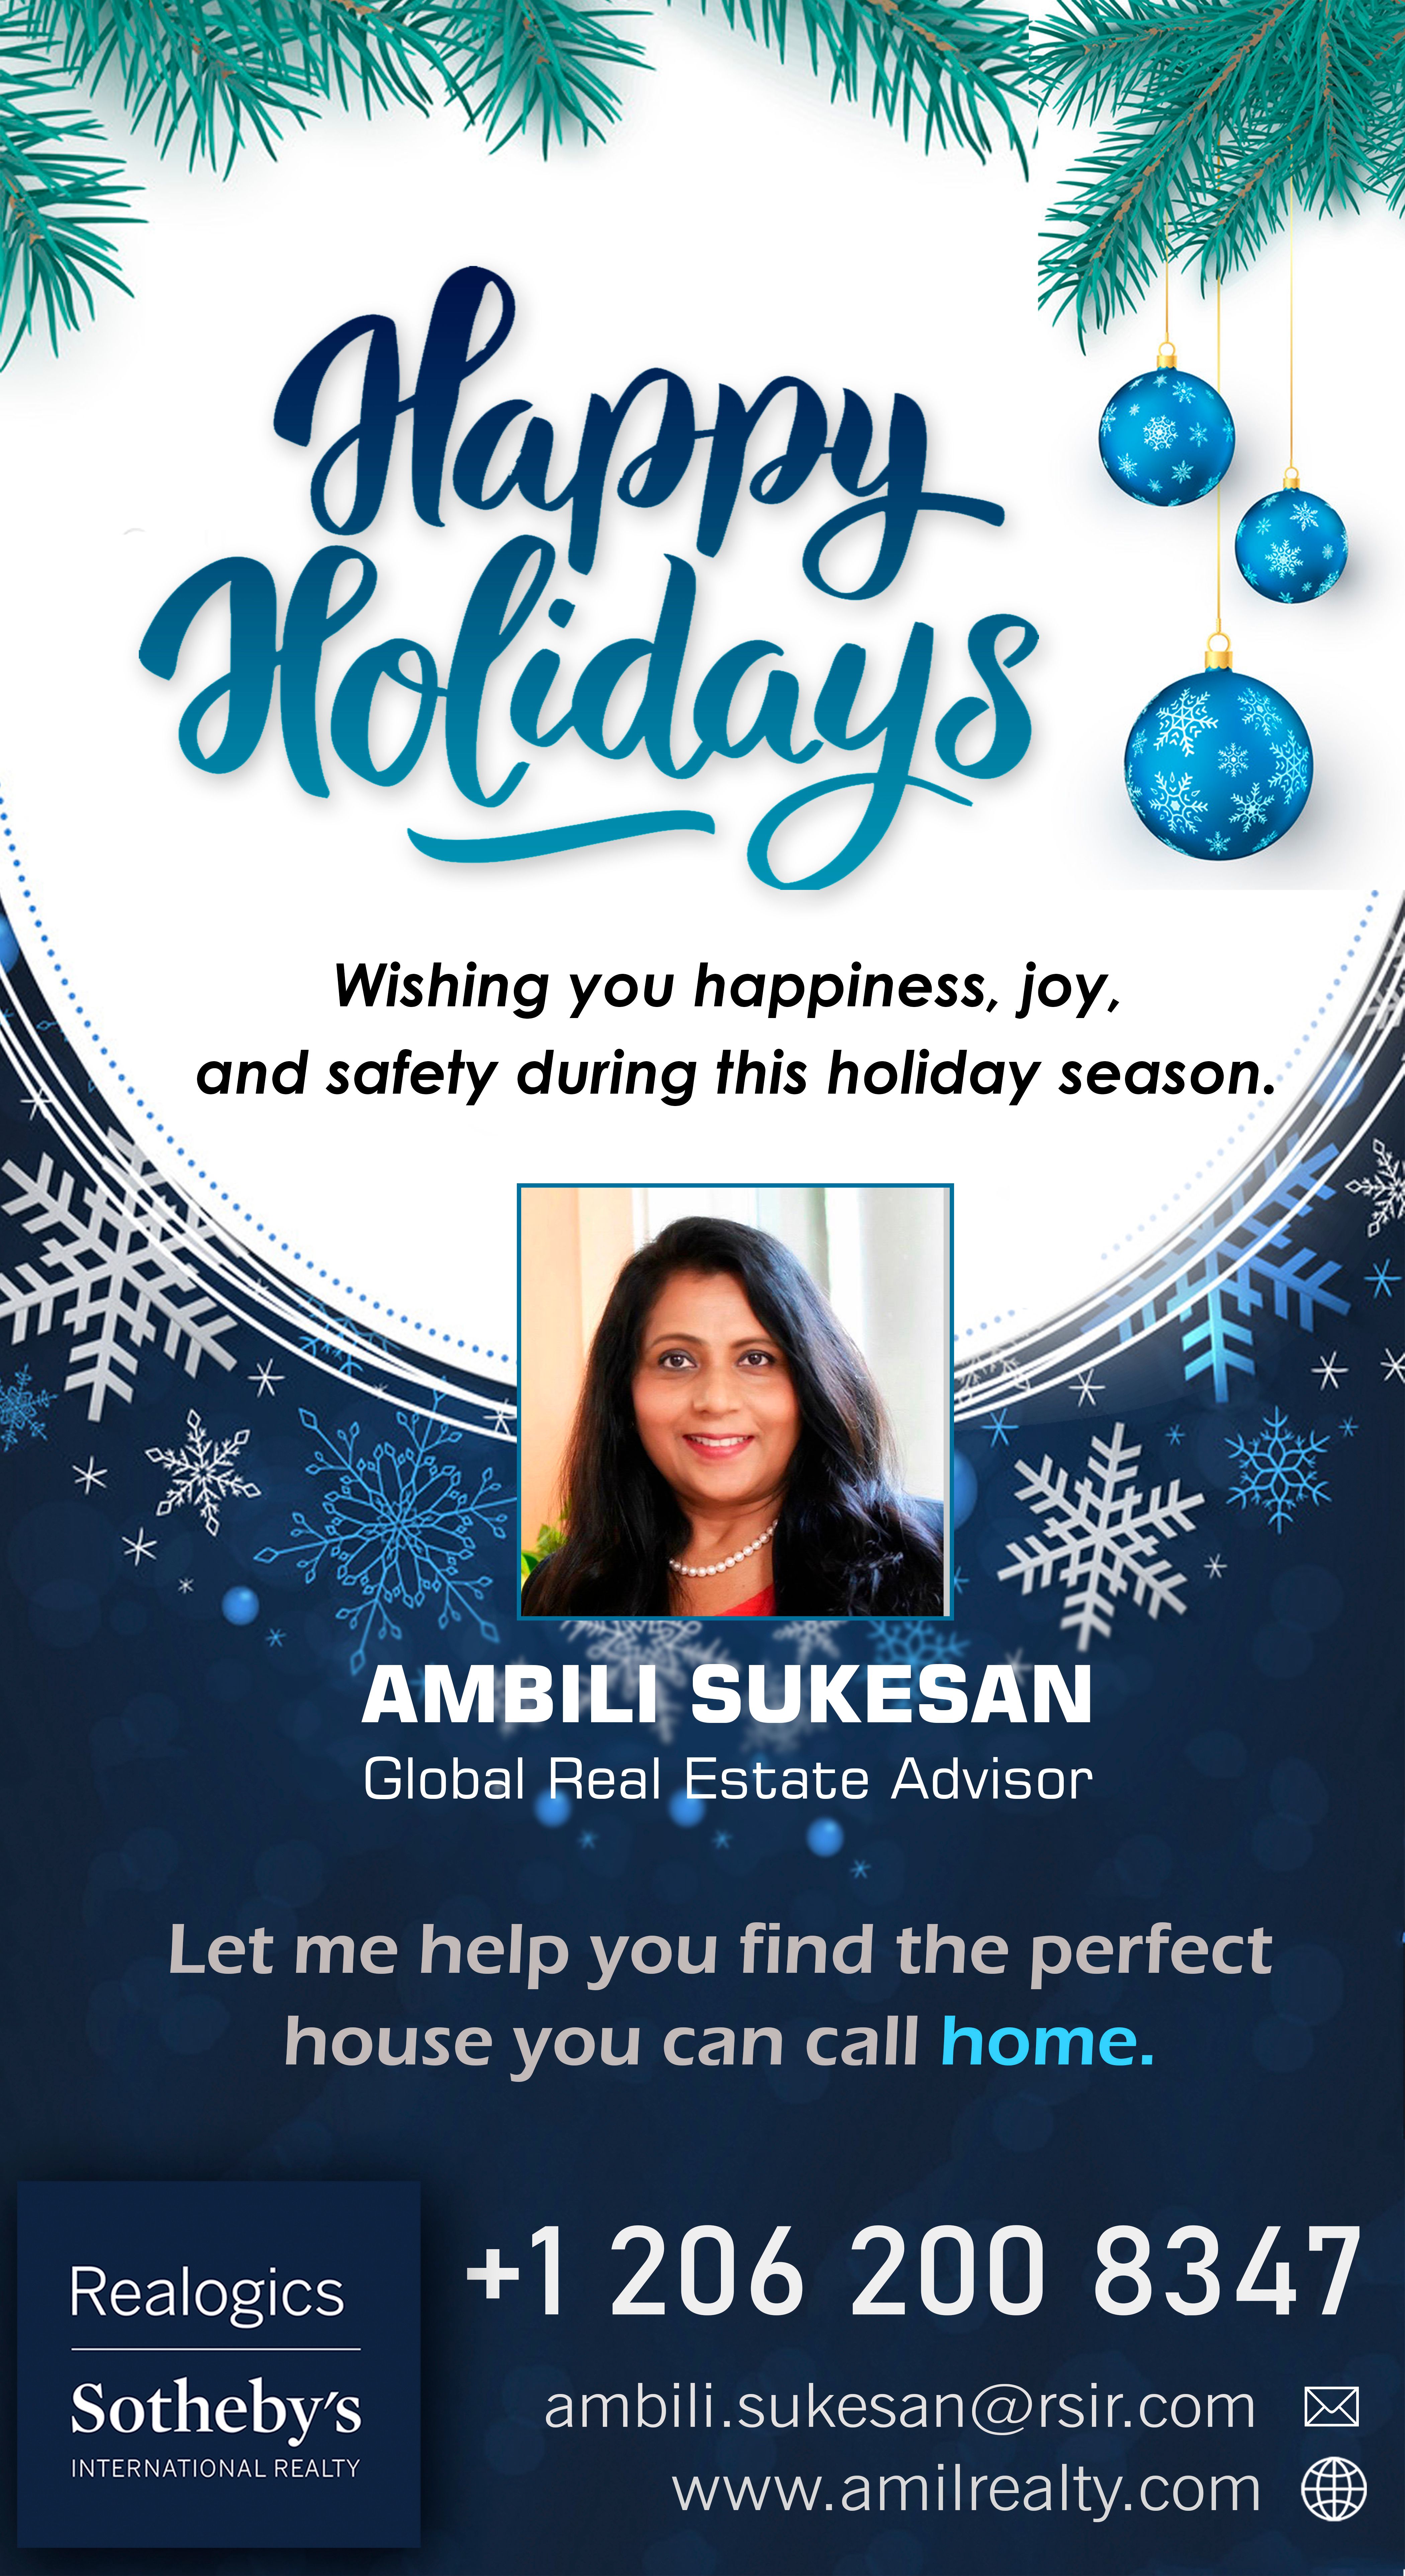 Happy
Holidays
Wishing you happiness, joy,
and safety during this holiday season.
AMBILI SUKESAN
Global Real Estate Advisor
Let me help you find the perfect
house you can call home.
Realogics
Sotheby's
INTERNATIONAL REALTY
+1 206 200 8347
ambili.sukesan@rsir.com
www.amilrealty.com